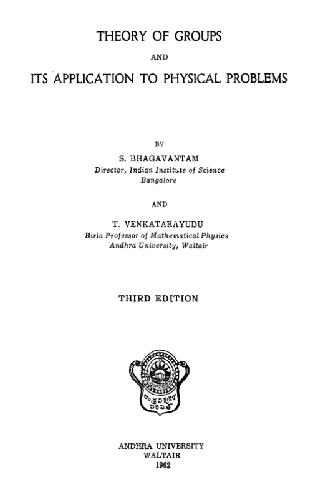 THEORY OF GROUPS
AND
ITS APPLICATION TO PHYSICAL PROBLEMS
BY
S. BHAGAVANTAM
Director, Indian Institute of Science
Bangalore
AND
T. VENKATARAYUDU
Birla Professor of Mathematical Physics
Andhra University, Waltair
THIRD EDITION
ANDHRA UNIVERSITY
WALTAIR
1962